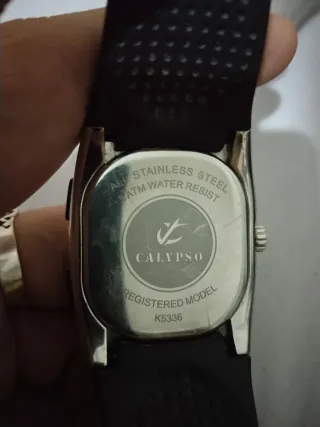 ALL STAINLESS STEEL
ATM WATER RESIST
CALYPSO
REGISTERED MODEL
K5336